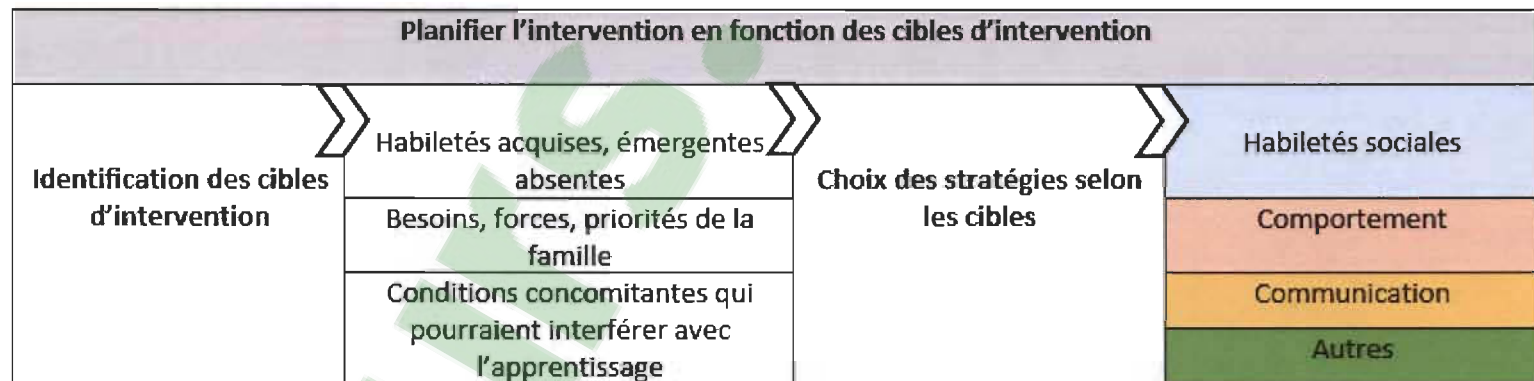 Planifier l'intervention en fonction des cibles d'intervention
Identification des cibles
d'intervention
Habiletés acquises, émergentes
absentes
Besoins, forces, priorités de la
famille
Conditions concomitantes qui
pourraient interférer avec
l'apprentissage
Choix des stratégies selon
les cibles
Habiletés sociales
Comportement
Communication
Autres